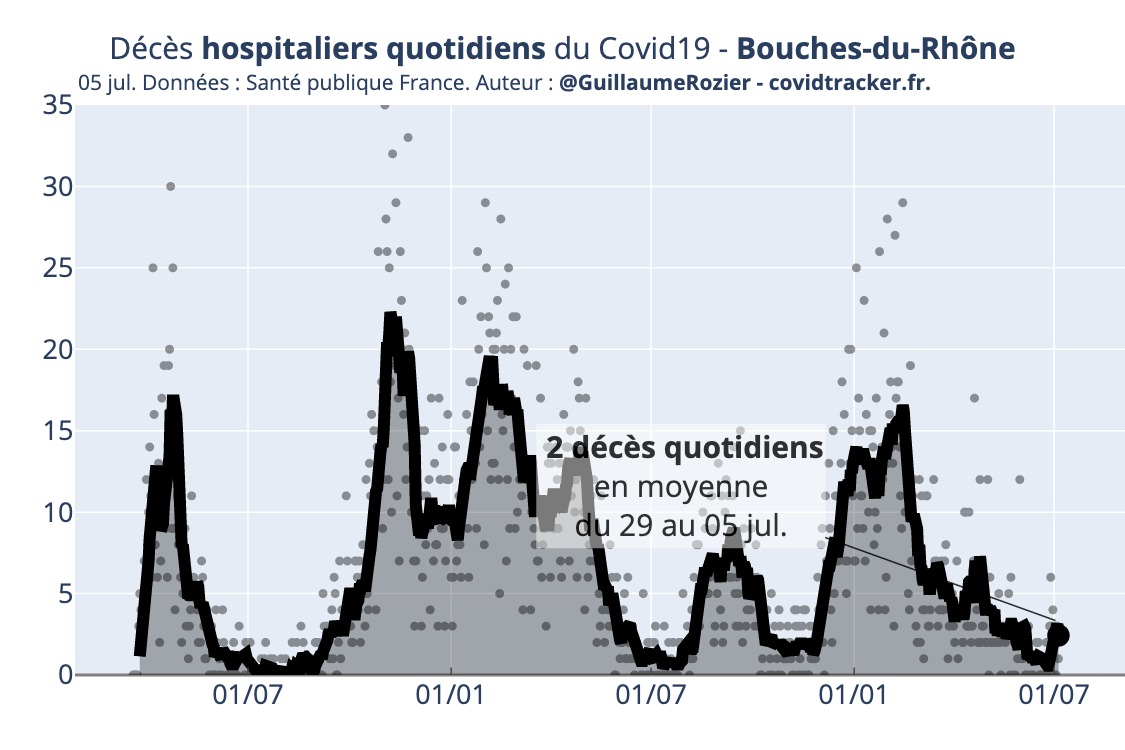 Décès hospitaliers quotidiens du Covid19 - Bouches-du-Rhône
05 jul. Données : Santé publique France. Auteur : @GuillaumeRozier - covidtracker.fr.
35
30
25
20
15
10
5
0
2 décès quotidiens
en moyenne
du 29 au 05 jul.
01/07 01/01 01/07 01/01 01/07